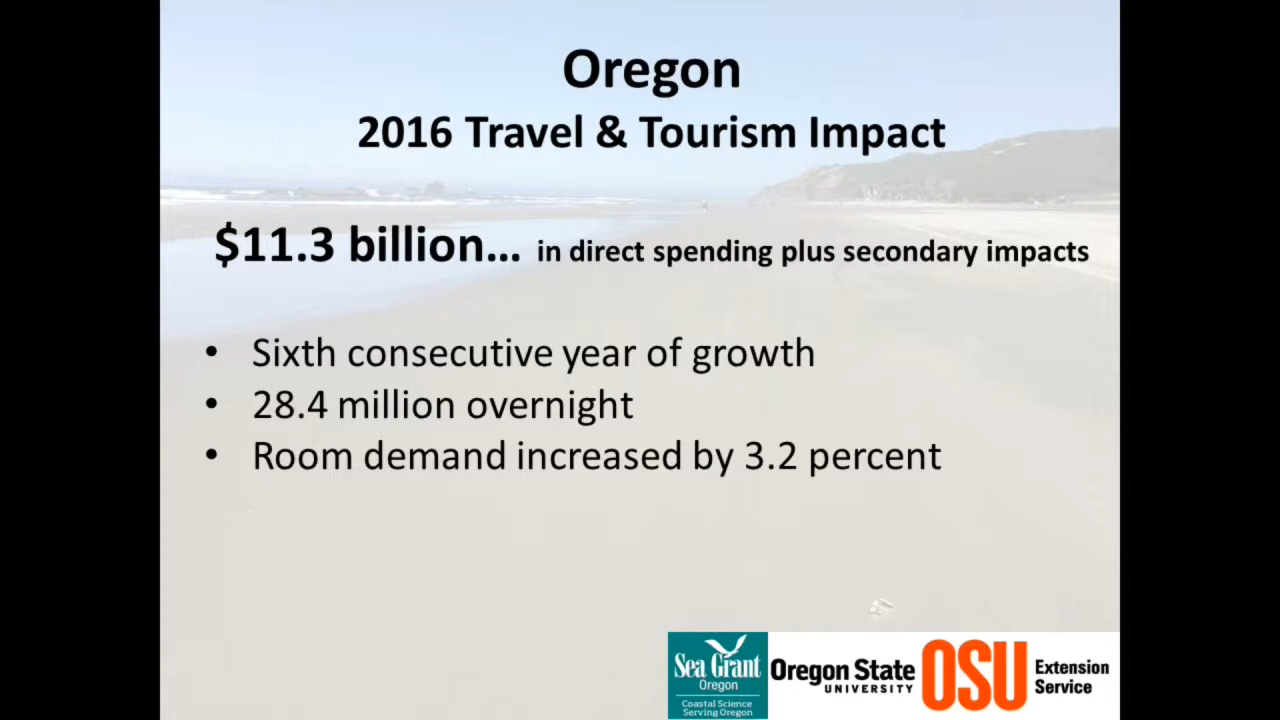 Oregon
2016 Travel & Tourism Impact
$11.3 billion... in direct spending plus secondary impacts
• Sixth consecutive year of growth
• 28.4 million overnight
• Room demand increased by 3.2 percent
Sea Grant
Oregon
Coastal Science
Serving Oregon
Oregon State
UNIVERSITY
OSU
Extension
Service